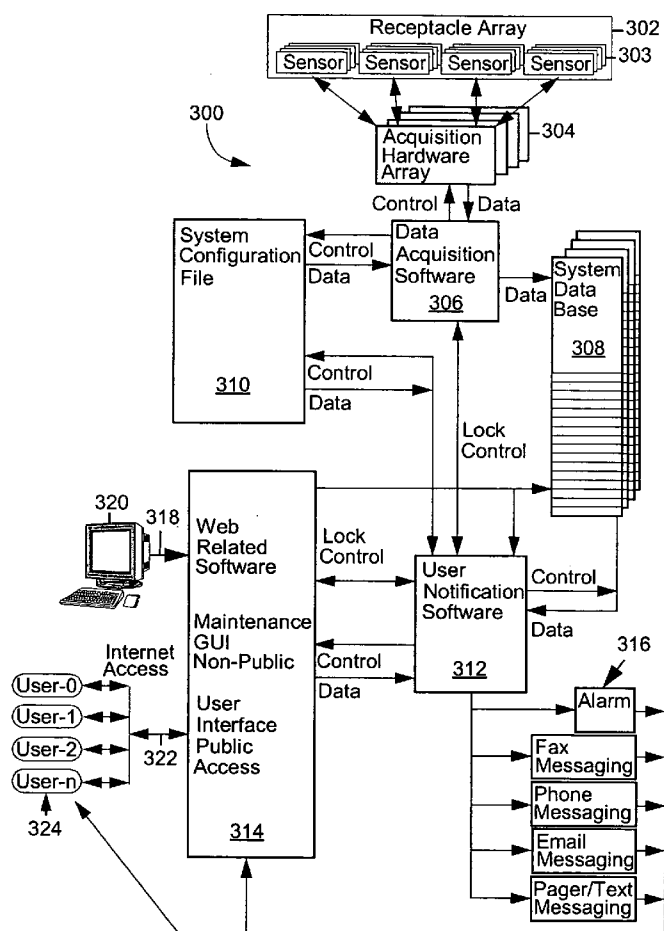 Receptacle Array
302
Sensor Sensor Sensor Sensor
303
300
Acquisition
Hardware
Array
304
Control Data
System
Configuration
File
310
Control
Data
Data
Acquisition
Software
306
Data
System
Data
Base
308
Control
Data
Lock
Control
320
318
Web
Related
Software
Maintenance
GUI
Non-Public
User
Interface
Public
Access
314
Lock
Control
User
Notification
Software
312
Control
Data
Control
Data
Internet
Access
User-0
User-1
User-2
User-n
322
324
316
Alarm
Fax
Messaging
Phone
Messaging
Email
Messaging
Pager/Text
Messaging